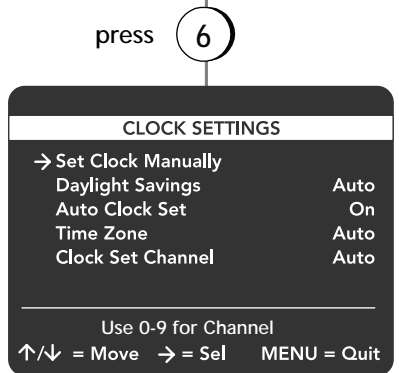 press 6
CLOCK SETTINGS
→ Set Clock Manually
Daylight Savings Auto
Auto Clock Set On
Time Zone Auto
Clock Set Channel Auto
Use 0-9 for Channel
↑/↓ = Move → = Sel MENU = Quit